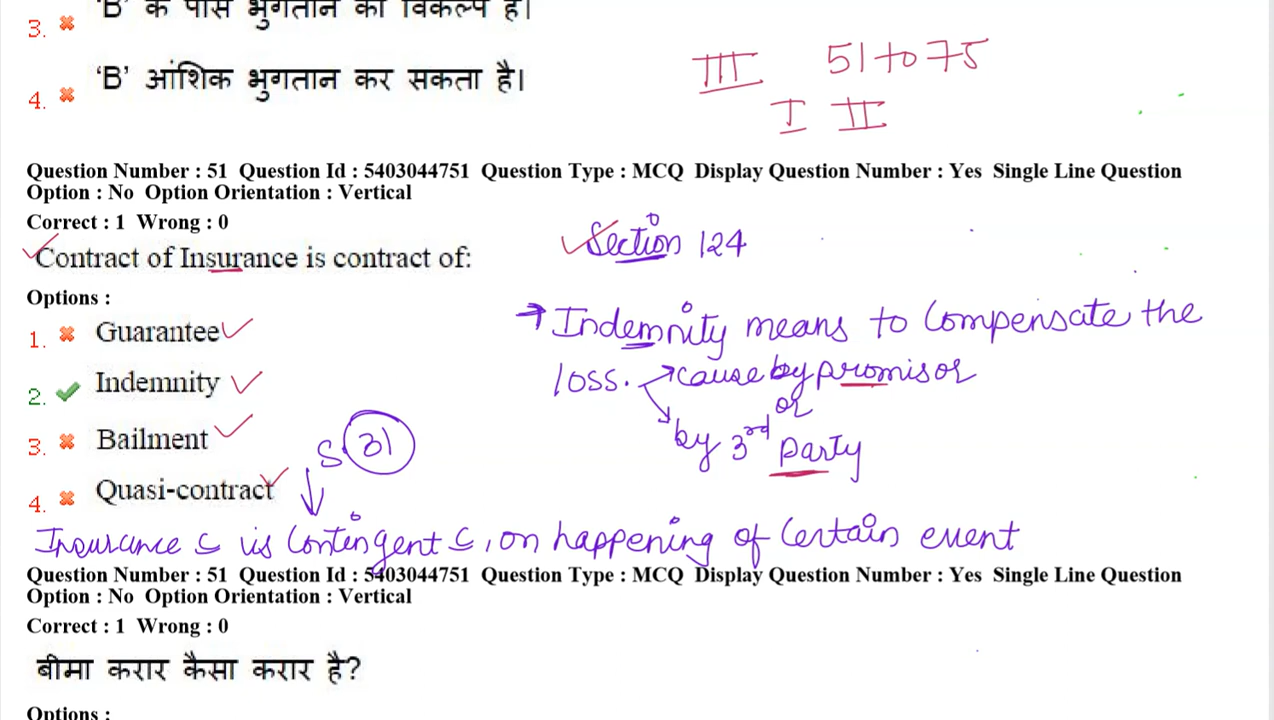 3. 'B' के पास भुगतान का विकल्प है।
4. 'B' आंशिक भुगतान कर सकता है।
III 51 to 75
I II
Question Number : 51 Question Id : 5403044751 Question Type : MCQ Display Question Number : Yes Single Line Question
Option : No Option Orientation : Vertical
Correct : 1 Wrong : 0
Contract of Insurance is contract of:
Section 124
Options :
1. Guarantee
2. Indemnity
3. Bailment
4. Quasi-contract
→ Indemnity means to Compensate the
loss. → cause by promisor
or
by 3rd party
S. 31
Insurance C is Contingent C, on happening of Certain event
Question Number : 51 Question Id : 5403044751 Question Type : MCQ Display Question Number : Yes Single Line Question
Option : No Option Orientation : Vertical
Correct : 1 Wrong : 0
बीमा करार कैसा करार है?
Options :